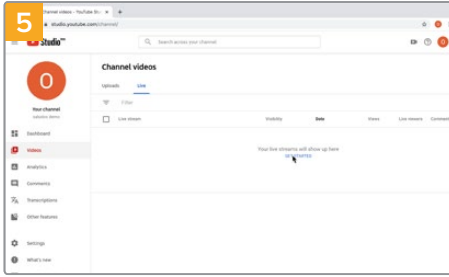 5
Channel videos - YouTube Stu
studio.youtube.com/channel/
Studio
Search across your channel
O
O
Channel videos
Uploads Live
Filter
Live stream Visibility Date Views Live viewers Comment
Your live streams will show up here
GET STARTED
Your channel
Dashboard
Videos
Analytics
Comments
Transcriptions
Other features
Settings
What's new